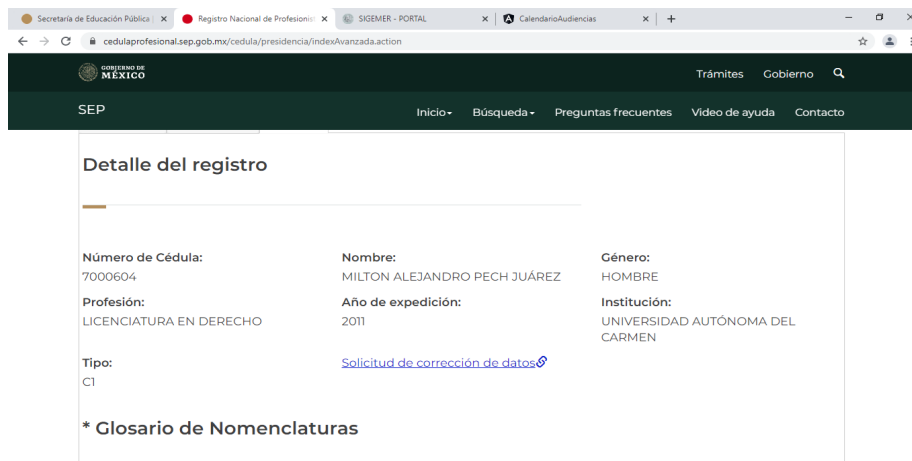 Secretaría de Educación Pública
Registro Nacional de Profesionist
SIGEMER - PORTAL
CalendarioAudiencias
cedulaprofesional.sep.gob.mx/cedula/presidencia/indexAvanzada.action
GOBIERNO DE
MÉXICO
Trámites Gobierno
SEP
Inicio Búsqueda Preguntas frecuentes Video de ayuda Contacto
Detalle del registro
Número de Cédula:
7000604
Nombre:
MILTON ALEJANDRO PECH JUÁREZ
Género:
HOMBRE
Profesión:
LICENCIATURA EN DERECHO
Año de expedición:
2011
Institución:
UNIVERSIDAD AUTÓNOMA DEL
CARMEN
Tipo:
C1
Solicitud de corrección de datos
* Glosario de Nomenclaturas